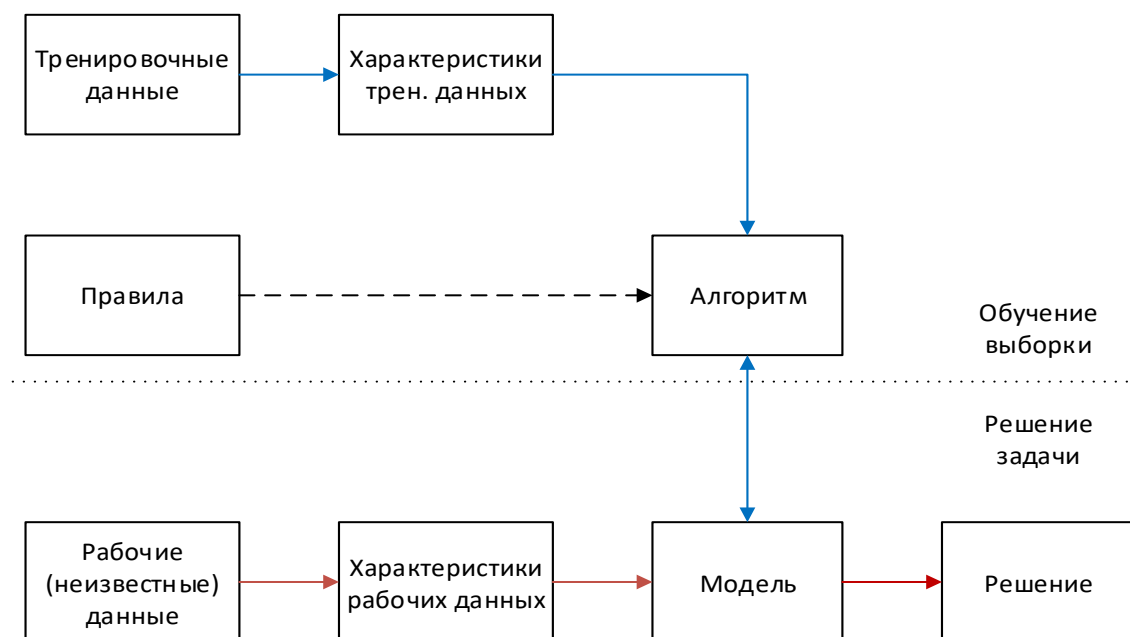 Тренировочные
данные
Характеристики
трен. данных
Правила
Алгоритм
Обучение
выборки
Решение
задачи
Рабочие
(неизвестные)
данные
Характеристики
рабочих данных
Модель
Решение